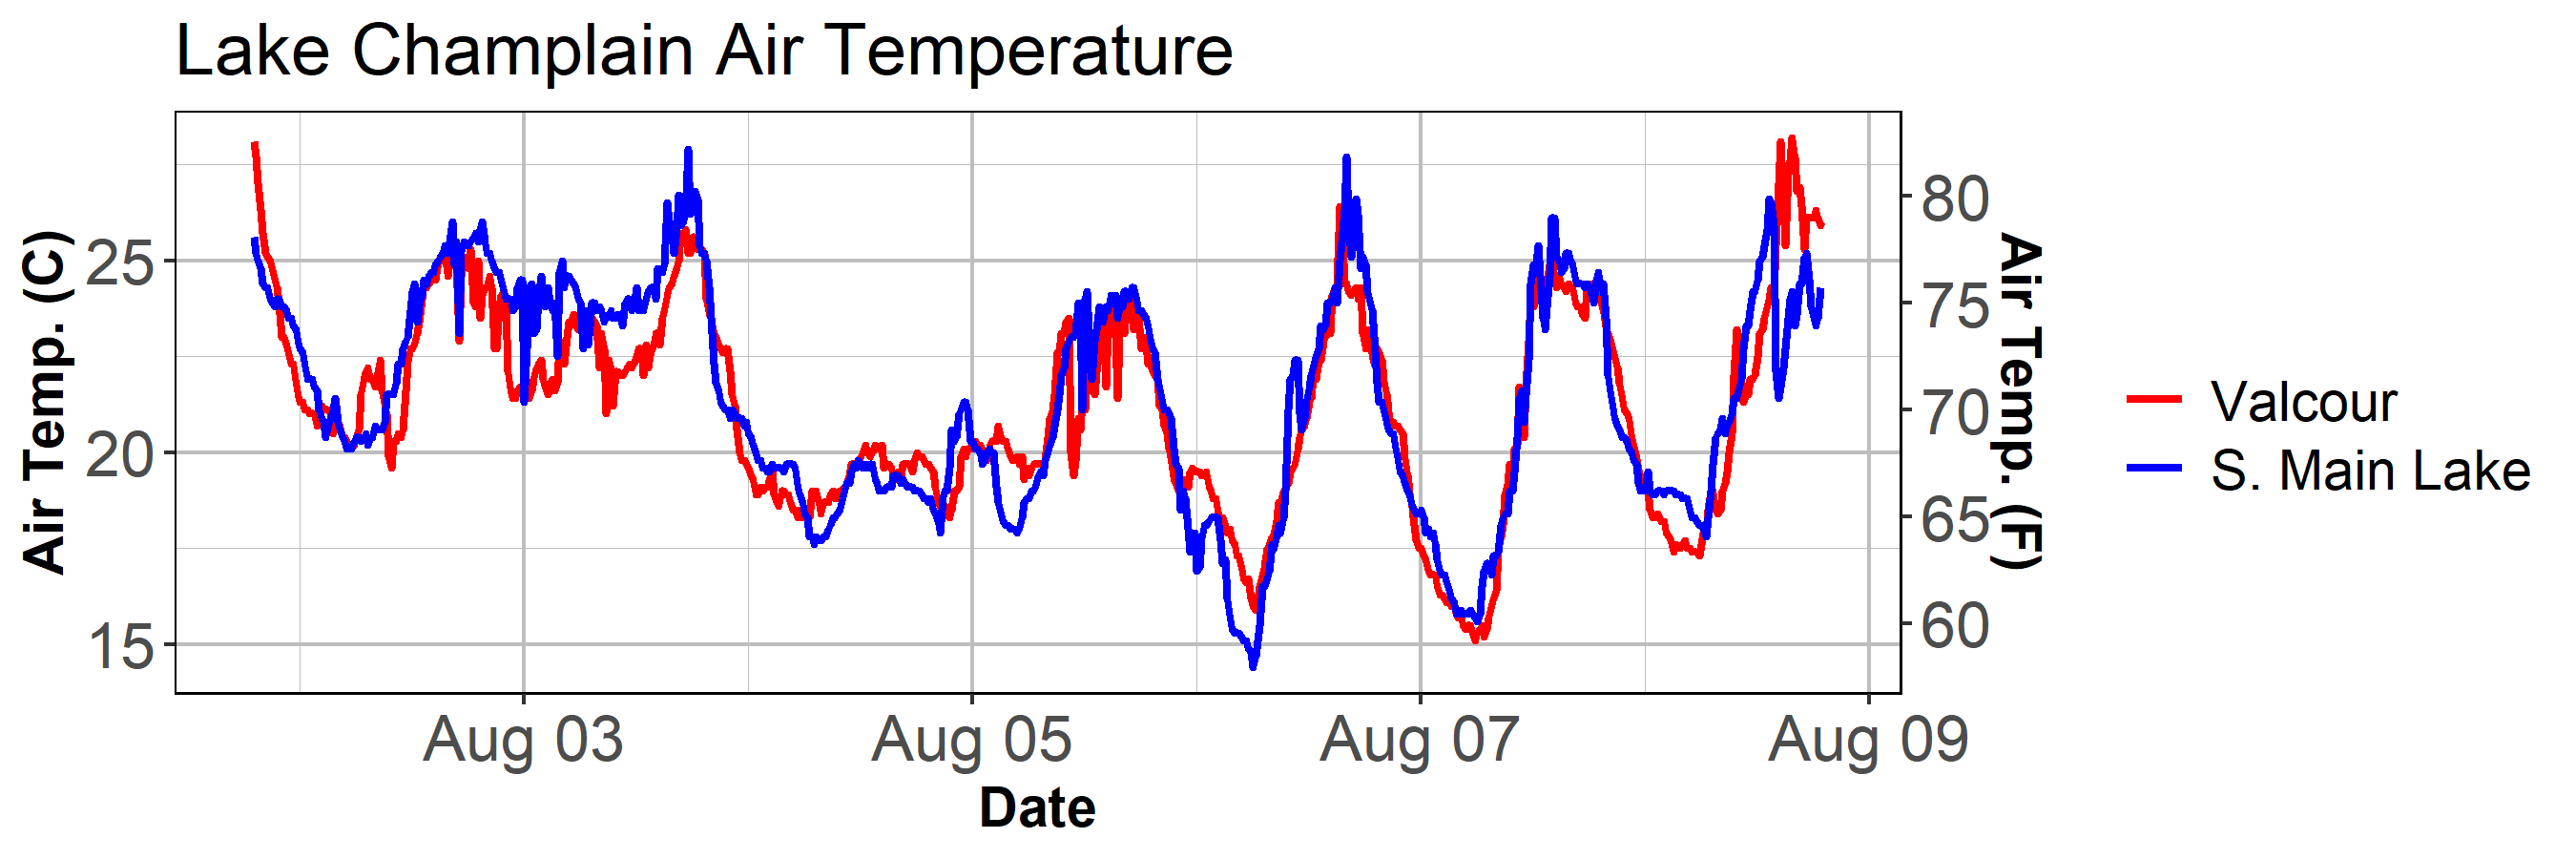 Lake Champlain Air Temperature
Air Temp. (C)
25
20
15
80
75
70
65
60
Air Temp. (F)
Aug 03
Aug 05
Aug 07
Aug 09
Date
Valcour
S. Main Lake